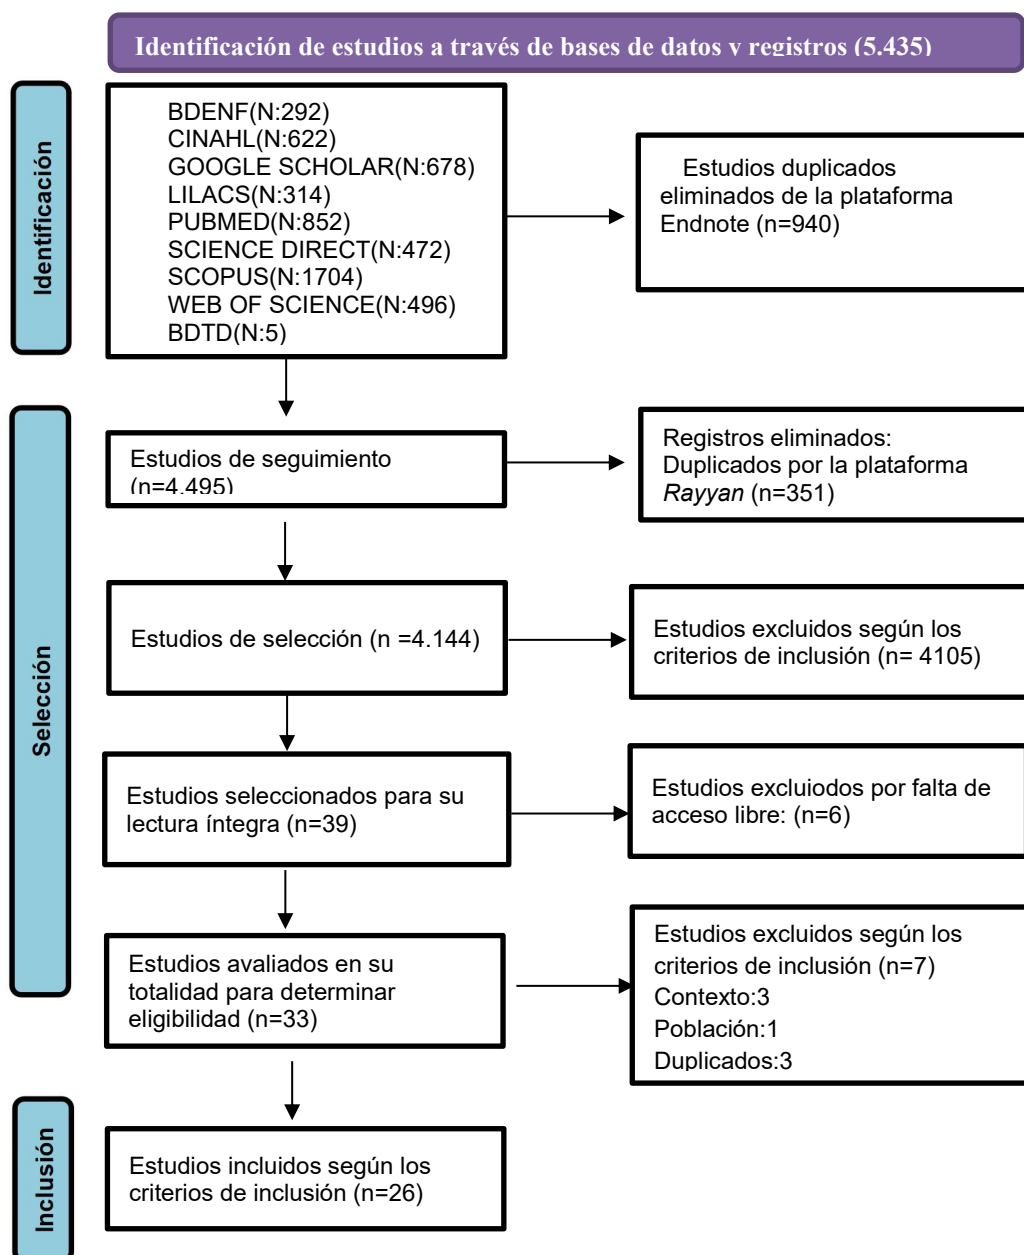 Identificación de estudios a través de bases de datos y registros (5.435)
Identificación
BDENF(N:292)
CINAHL(N:622)
GOOGLE SCHOLAR(N:678)
LILACS(N:314)
PUBMED(N:852)
SCIENCE DIRECT(N:472)
SCOPUS(N:1704)
WEB OF SCIENCE(N:496)
BDTD(N:5)
Estudios duplicados
eliminados de la plataforma
Endnote (n=940)
Selección
Estudios de seguimiento
(n=4.495)
Registros eliminados:
Duplicados por la plataforma
Rayyan (n=351)
Estudios de selección (n =4.144)
Estudios excluidos según los
criterios de inclusión (n= 4105)
Estudios seleccionados para su
lectura íntegra (n=39)
Estudios excluiodos por falta de
acceso libre: (n=6)
Estudios avaliados en su
totalidad para determinar
eligibilidad (n=33)
Estudios excluidos según los
criterios de inclusión (n=7)
Contexto:3
Población:1
Duplicados:3
Inclusión
Estudios incluidos según los
criterios de inclusión (n=26)